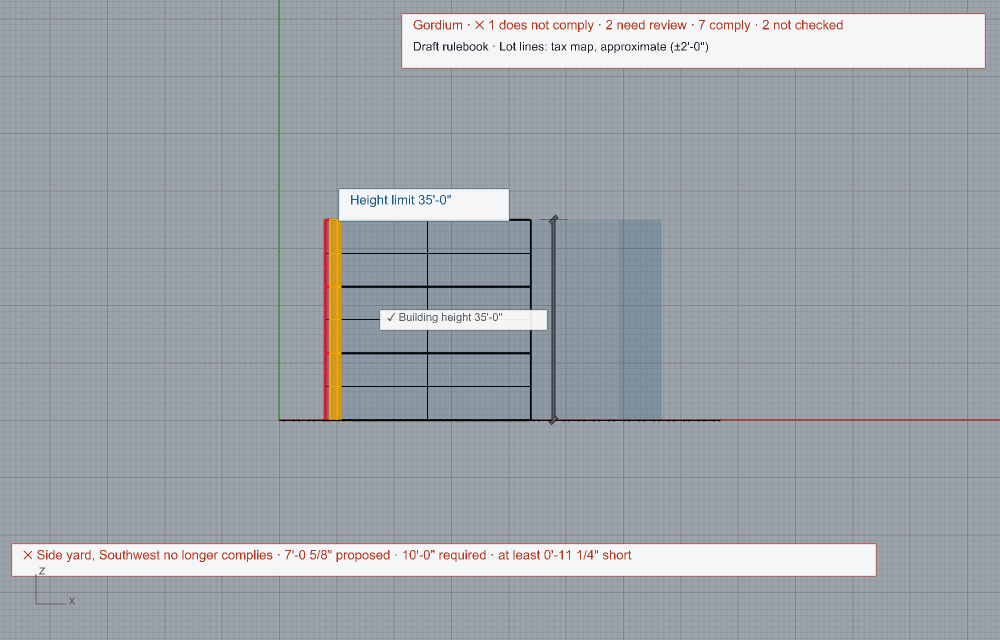 Gordium · ✕ 1 does not comply · 2 need review · 7 comply · 2 not checked
Draft rulebook · Lot lines: tax map, approximate (±2'-0")
Height limit 35'-0"
✓ Building height 35'-0"
✕ Side yard, Southwest no longer complies · 7'-0 5/8" proposed · 10'-0" required · at least 0'-11 1/4" short
z
x